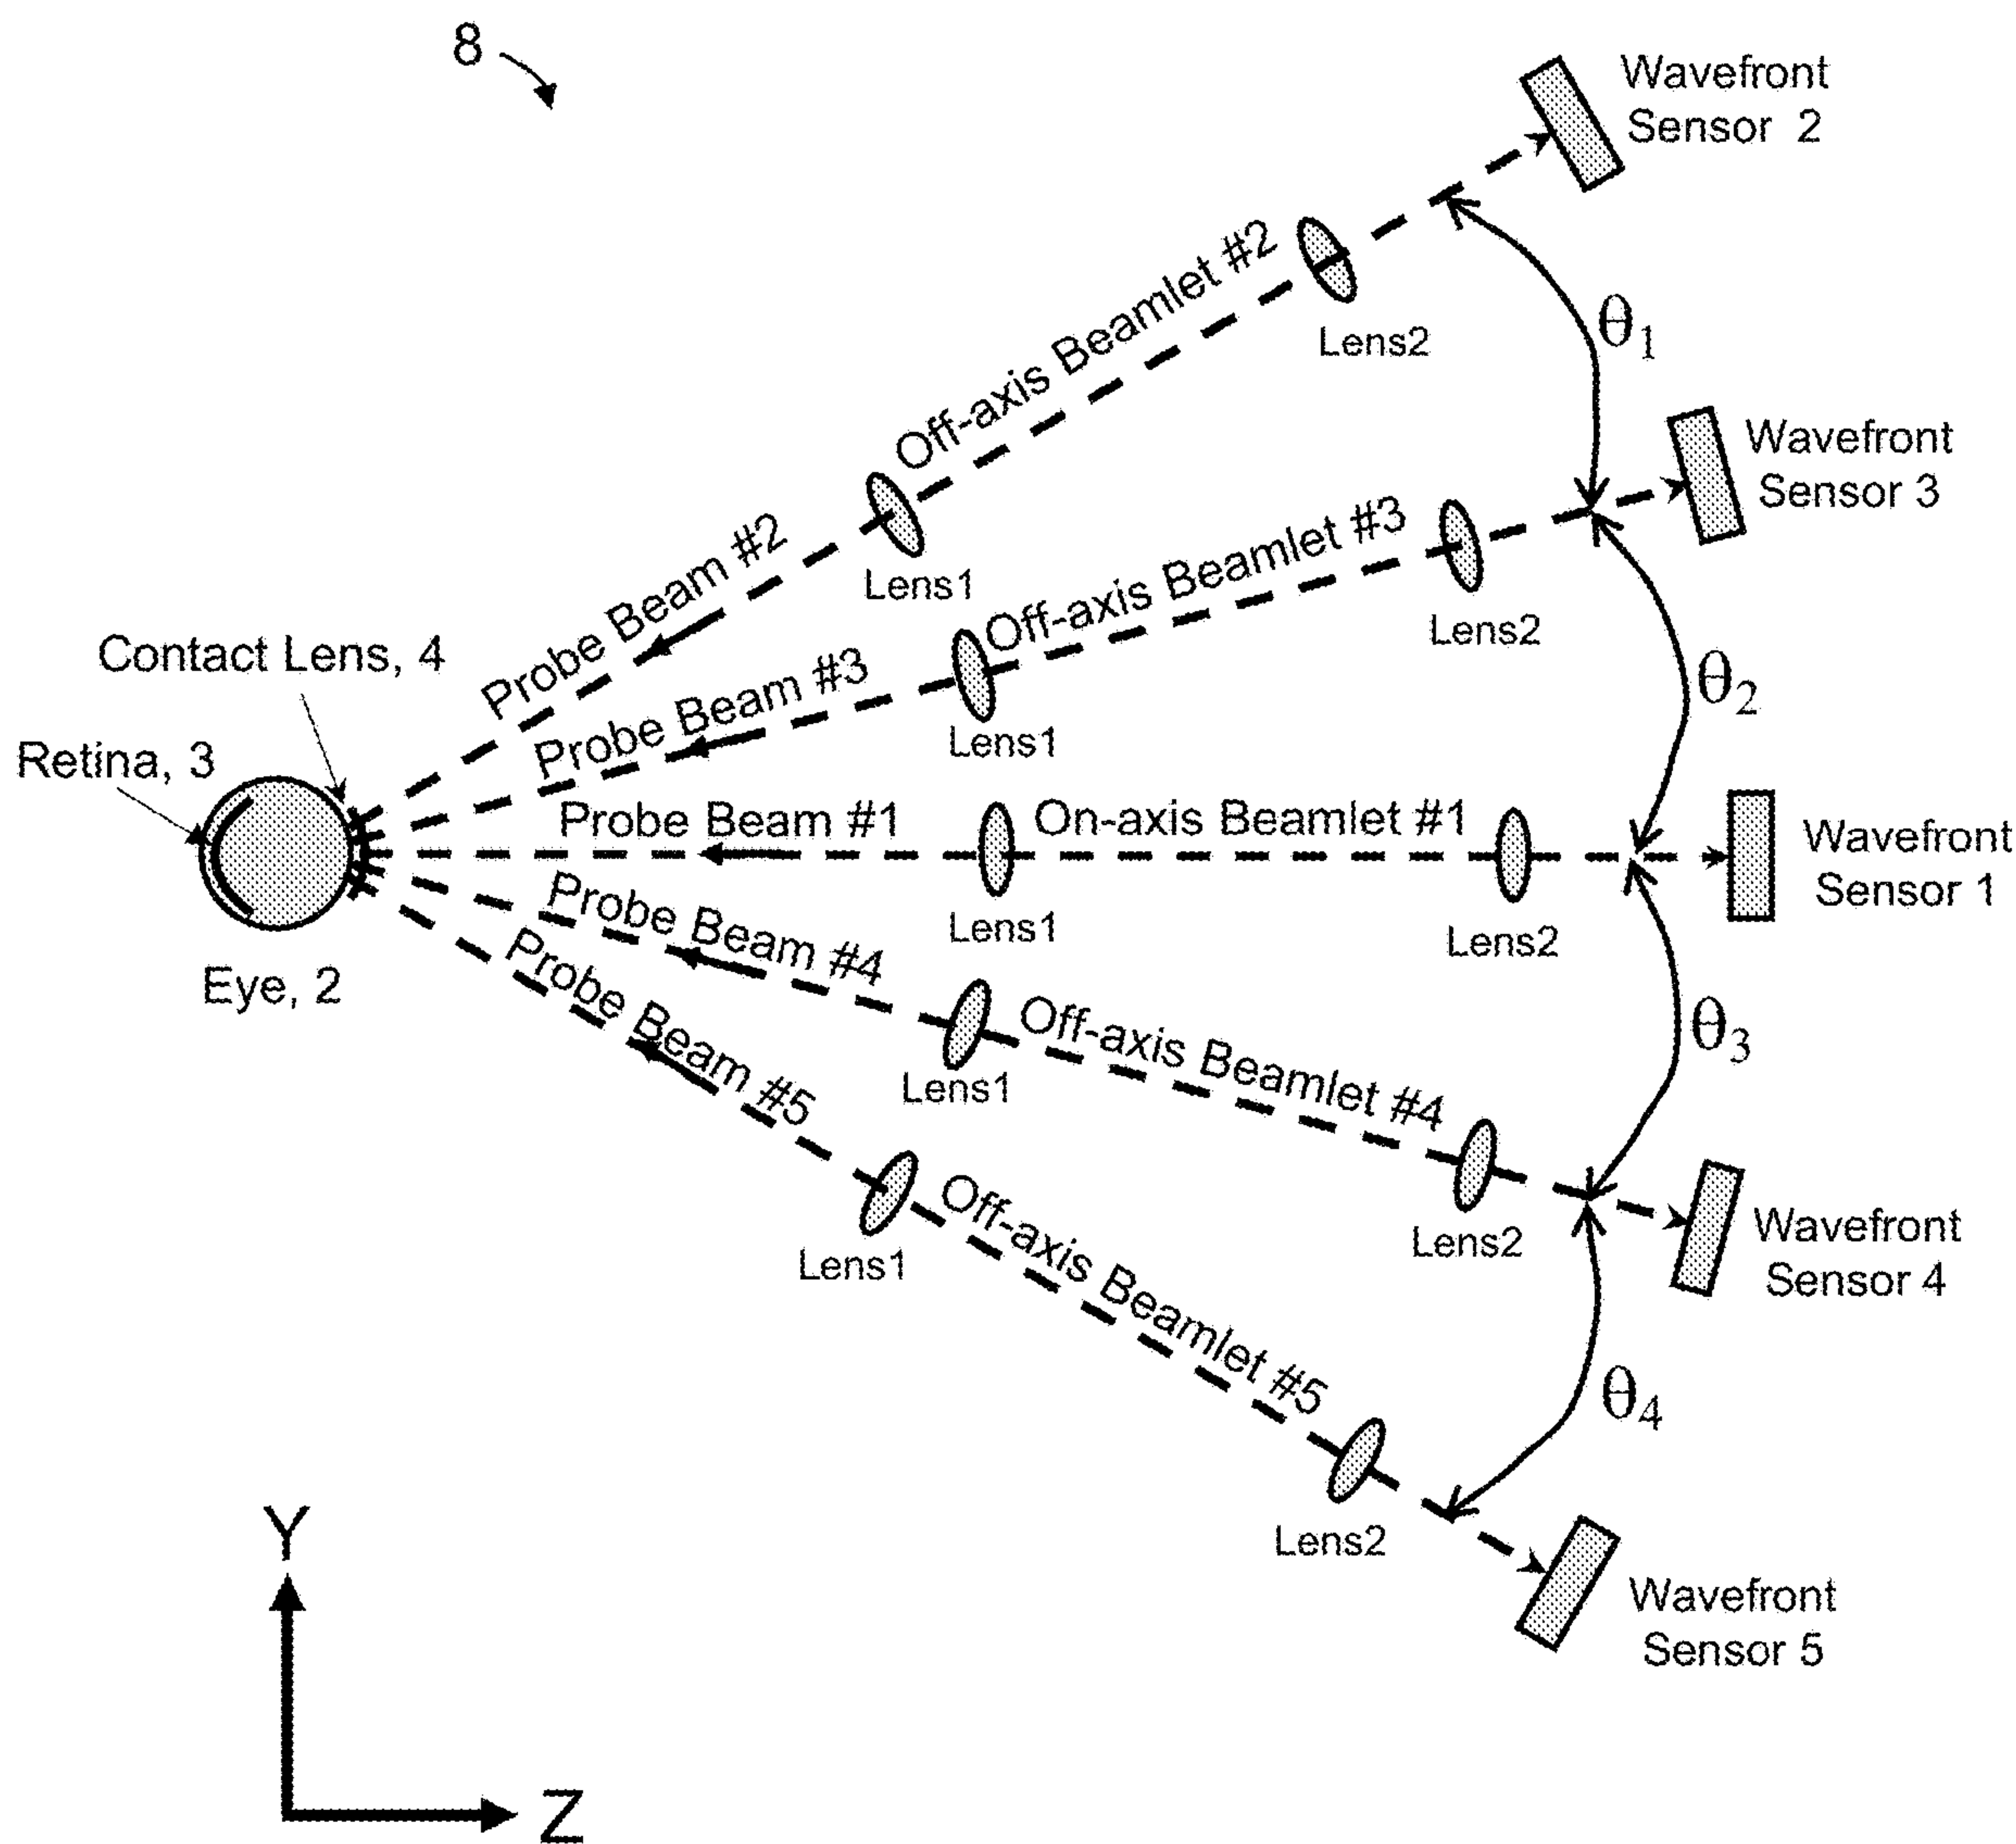 8
Wavefront
Sensor 2
Off-axis Beamlet #2
Lens2
θ1
Probe Beam #2
Lens1
Wavefront
Sensor 3
Off-axis Beamlet #3
Lens2
Contact Lens, 4
Probe Beam #3
Lens1
θ2
Retina, 3
Probe Beam #1
On-axis Beamlet #1
Wavefront
Sensor 1
Lens1
Lens2
Eye, 2
Probe Beam #4
Off-axis Beamlet #4
θ3
Lens1
Probe Beam #5
Lens2
Wavefront
Sensor 4
Lens1
Off-axis Beamlet #5
θ4
Lens2
Wavefront
Sensor 5
Y
Z